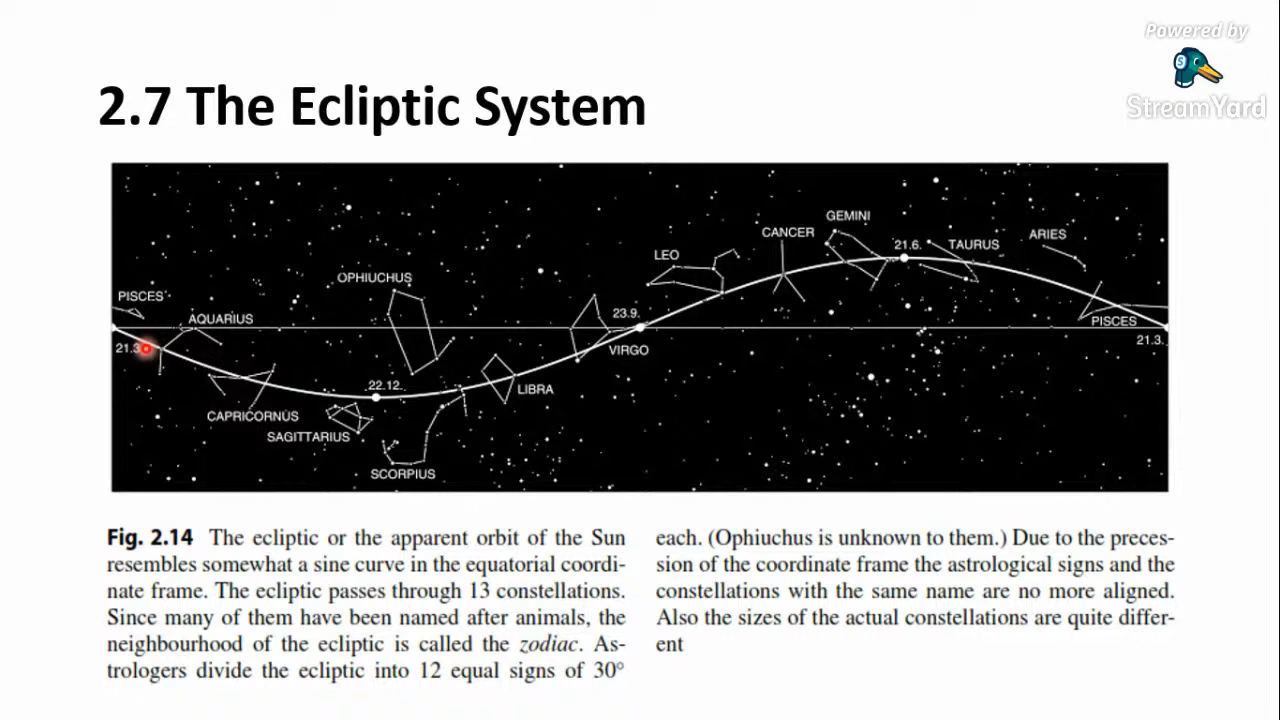 Powered by
StreamYard
2.7 The Ecliptic System
GEMINI
CANCER
ARIES
21.6.
TAURUS
LEO
OPHIUCHUS
PISCES
23.9.
AQUARIUS
PISCES
21.3
21.3.
VIRGO
22.12.
LIBRA
CAPRICORNUS
SAGITTARIUS
SCORPIUS
Fig. 2.14 The ecliptic or the apparent orbit of the Sun
resembles somewhat a sine curve in the equatorial coordi-
nate frame. The ecliptic passes through 13 constellations.
Since many of them have been named after animals, the
neighbourhood of the ecliptic is called the zodiac. As-
trologers divide the ecliptic into 12 equal signs of 30°
each. (Ophiuchus is unknown to them.) Due to the preces-
sion of the coordinate frame the astrological signs and the
constellations with the same name are no more aligned.
Also the sizes of the actual constellations are quite differ-
ent